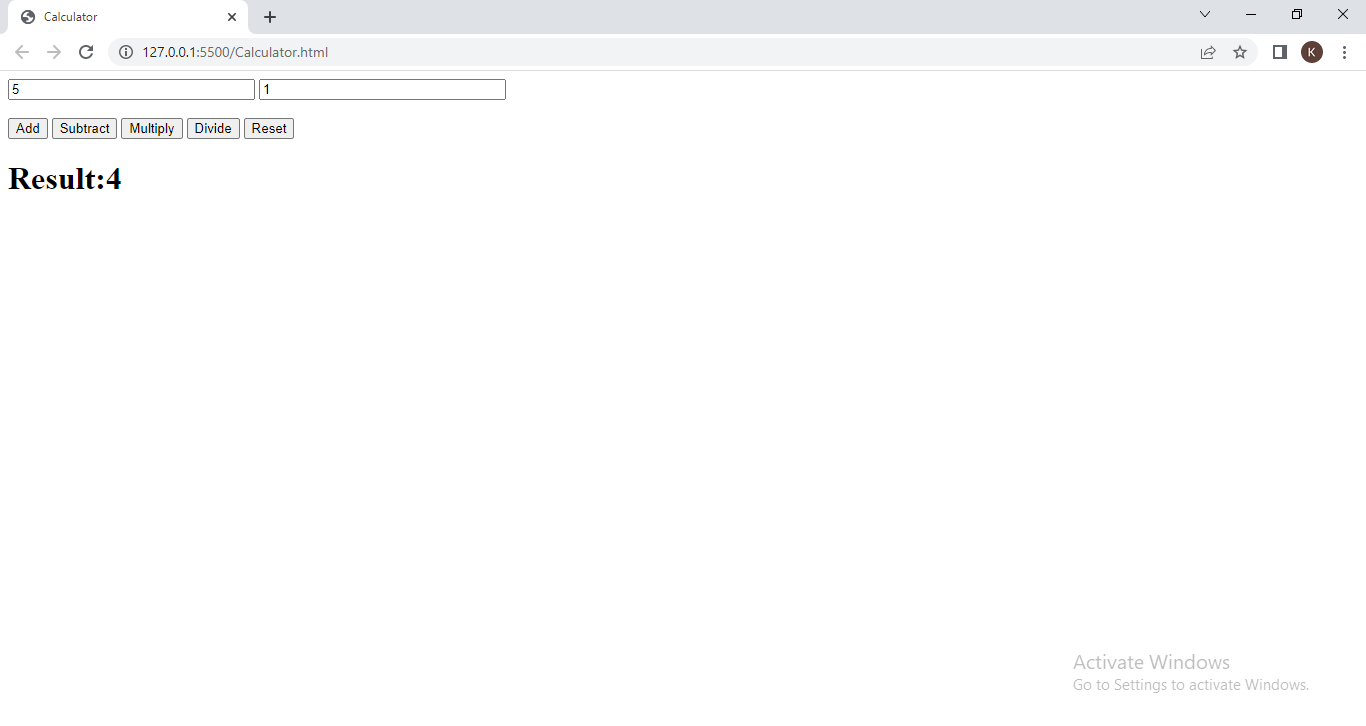 Calculator
127.0.0.1:5500/Calculator.html
K
5 1
Add Subtract Multiply Divide Reset
Result:4
Activate Windows
Go to Settings to activate Windows.